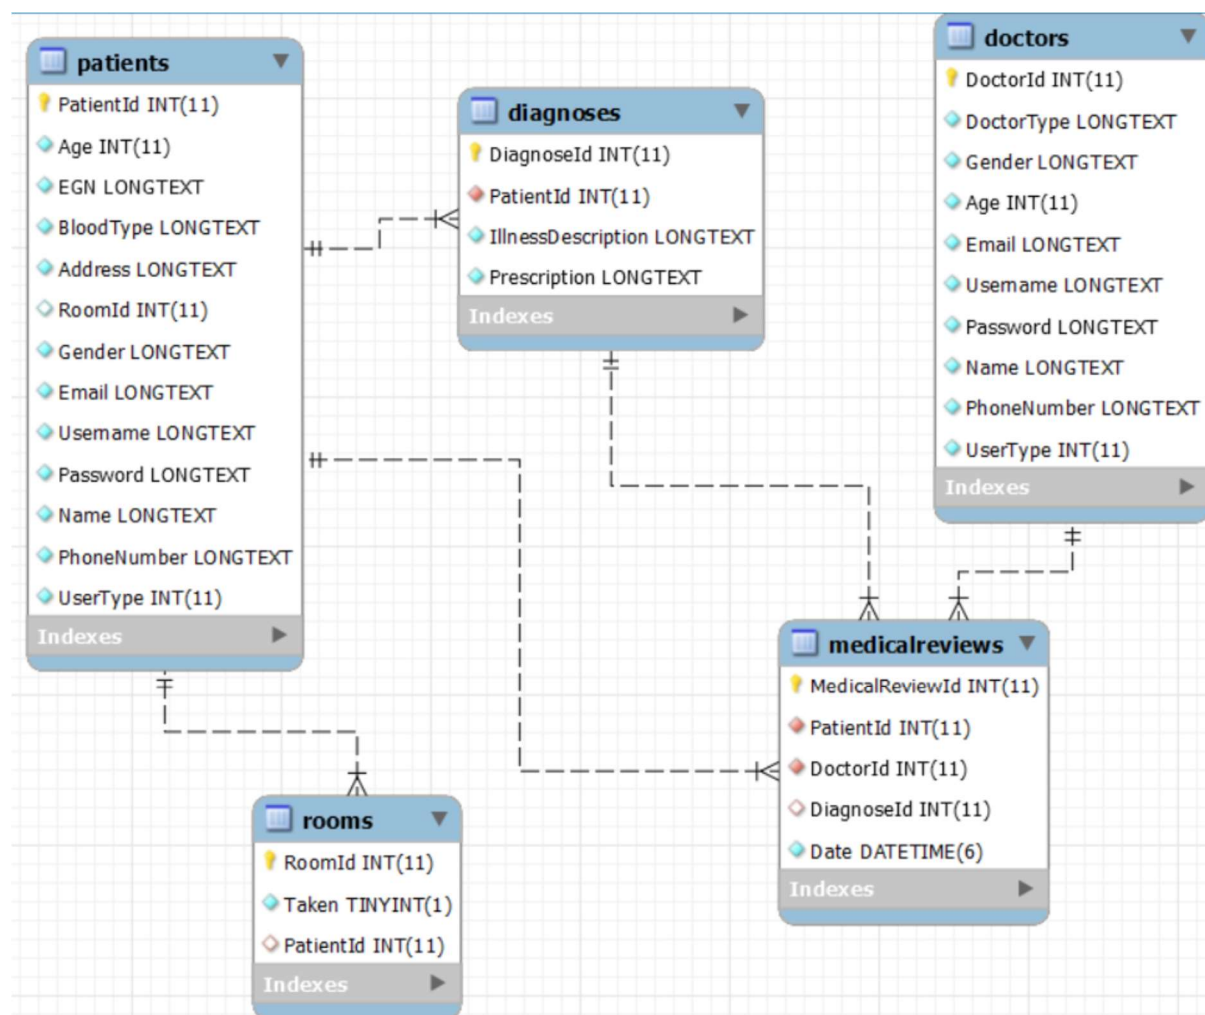 patients
PatientId INT(11)
Age INT(11)
EGN LONGTEXT
BloodType LONGTEXT
Address LONGTEXT
RoomId INT(11)
Gender LONGTEXT
Email LONGTEXT
Username LONGTEXT
Password LONGTEXT
Name LONGTEXT
PhoneNumber LONGTEXT
UserType INT(11)
Indexes
diagnoses
DiagnoseId INT(11)
PatientId INT(11)
IllnessDescription LONGTEXT
Prescription LONGTEXT
Indexes
doctors
DoctorId INT(11)
DoctorType LONGTEXT
Gender LONGTEXT
Age INT(11)
Email LONGTEXT
Username LONGTEXT
Password LONGTEXT
Name LONGTEXT
PhoneNumber LONGTEXT
UserType INT(11)
Indexes
medicalreviews
MedicalReviewId INT(11)
PatientId INT(11)
DoctorId INT(11)
DiagnoseId INT(11)
Date DATETIME(6)
Indexes
rooms
RoomId INT(11)
Taken TINYINT(1)
PatientId INT(11)
Indexes